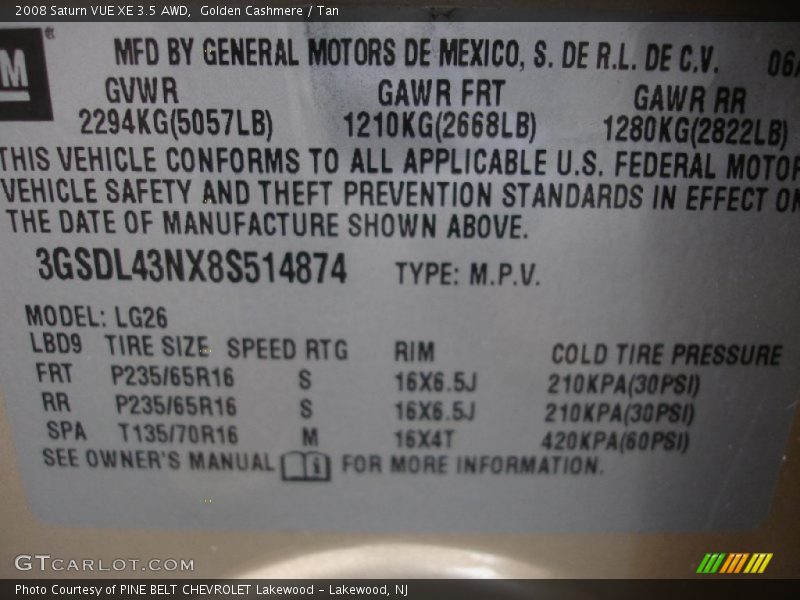 2008 Saturn VUE XE 3.5 AWD, Golden Cashmere / Tan
GM
MFD BY GENERAL MOTORS DE MEXICO, S. DE R.L. DE C.V.
GVWR GAWR FRT GAWR RR
2294KG(5057LB) 1210KG(2668LB) 1280KG(2822LB)
THIS VEHICLE CONFORMS TO ALL APPLICABLE U.S. FEDERAL MOTOR
VEHICLE SAFETY AND THEFT PREVENTION STANDARDS IN EFFECT ON
THE DATE OF MANUFACTURE SHOWN ABOVE.
3GSDL43NX8S514874 TYPE: M.P.V.
MODEL: LG26
LBD9 TIRE SIZE SPEED RTG RIM COLD TIRE PRESSURE
FRT P235/65R16 S 16X6.5J 210KPA(30PSI)
RR P235/65R16 S 16X6.5J 210KPA(30PSI)
SPA T135/70R16 M 16X4T 420KPA(60PSI)
SEE OWNER'S MANUAL i FOR MORE INFORMATION.
GTCARLOT.COM
Photo Courtesy of PINE BELT CHEVROLET Lakewood - Lakewood, NJ